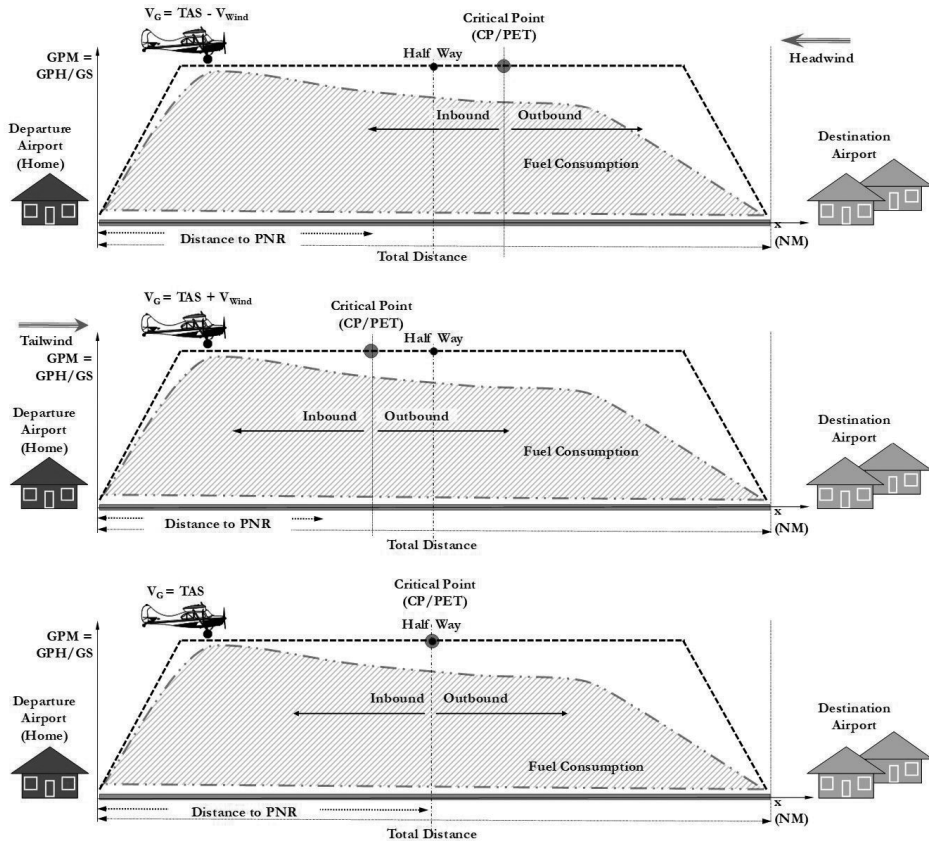 V_G = TAS - V_Wind
Critical Point
(CP/PET)
GPM =
GPH/GS
Half Way
Headwind
Departure
Airport
(Home)
Inbound
Outbound
Destination
Airport
Fuel Consumption
Distance to PNR
x
(NM)
Total Distance
V_G = TAS + V_Wind
Critical Point
(CP/PET)
Tailwind
GPM =
GPH/GS
Half Way
Departure
Airport
(Home)
Inbound
Outbound
Destination
Airport
Fuel Consumption
Distance to PNR
x
(NM)
Total Distance
V_G = TAS
Critical Point
(CP/PET)
Half Way
GPM =
GPH/GS
Departure
Airport
(Home)
Inbound
Outbound
Destination
Airport
Fuel Consumption
Distance to PNR
x
(NM)
Total Distance